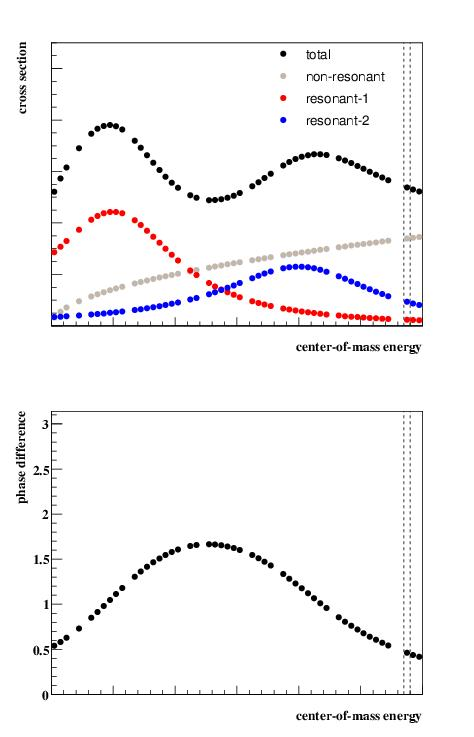 cross section
total
non-resonant
resonant-1
resonant-2
center-of-mass energy
phase difference
3
2.5
2
1.5
1
0.5
0
center-of-mass energy